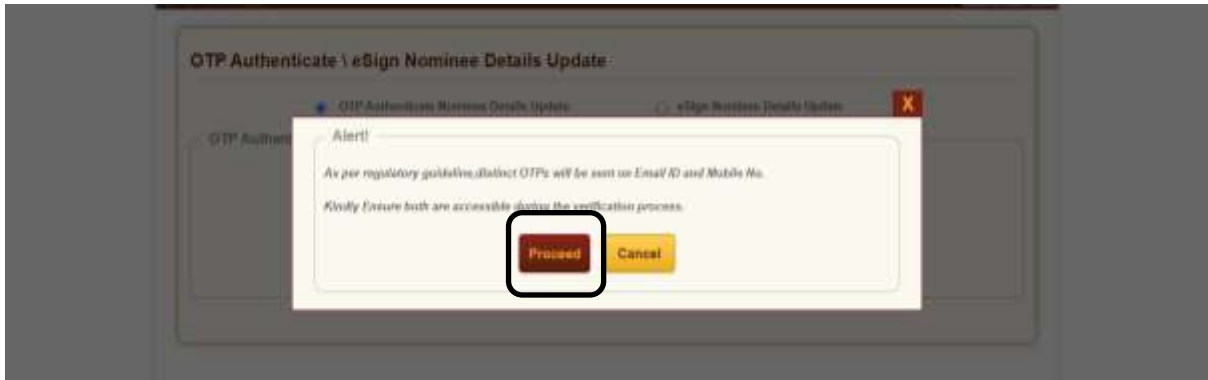 OTP Authenticate \ eSign Nominee Details Update
OTP Authenticate Nominee Details Update eSign Nominee Details Update
X
OTP Authent
Alert!
As per regulatory guideline,distinct OTPs will be sent on Email ID and Mobile No.
Kindly Ensure both are accessible during the verification process.
Proceed Cancel